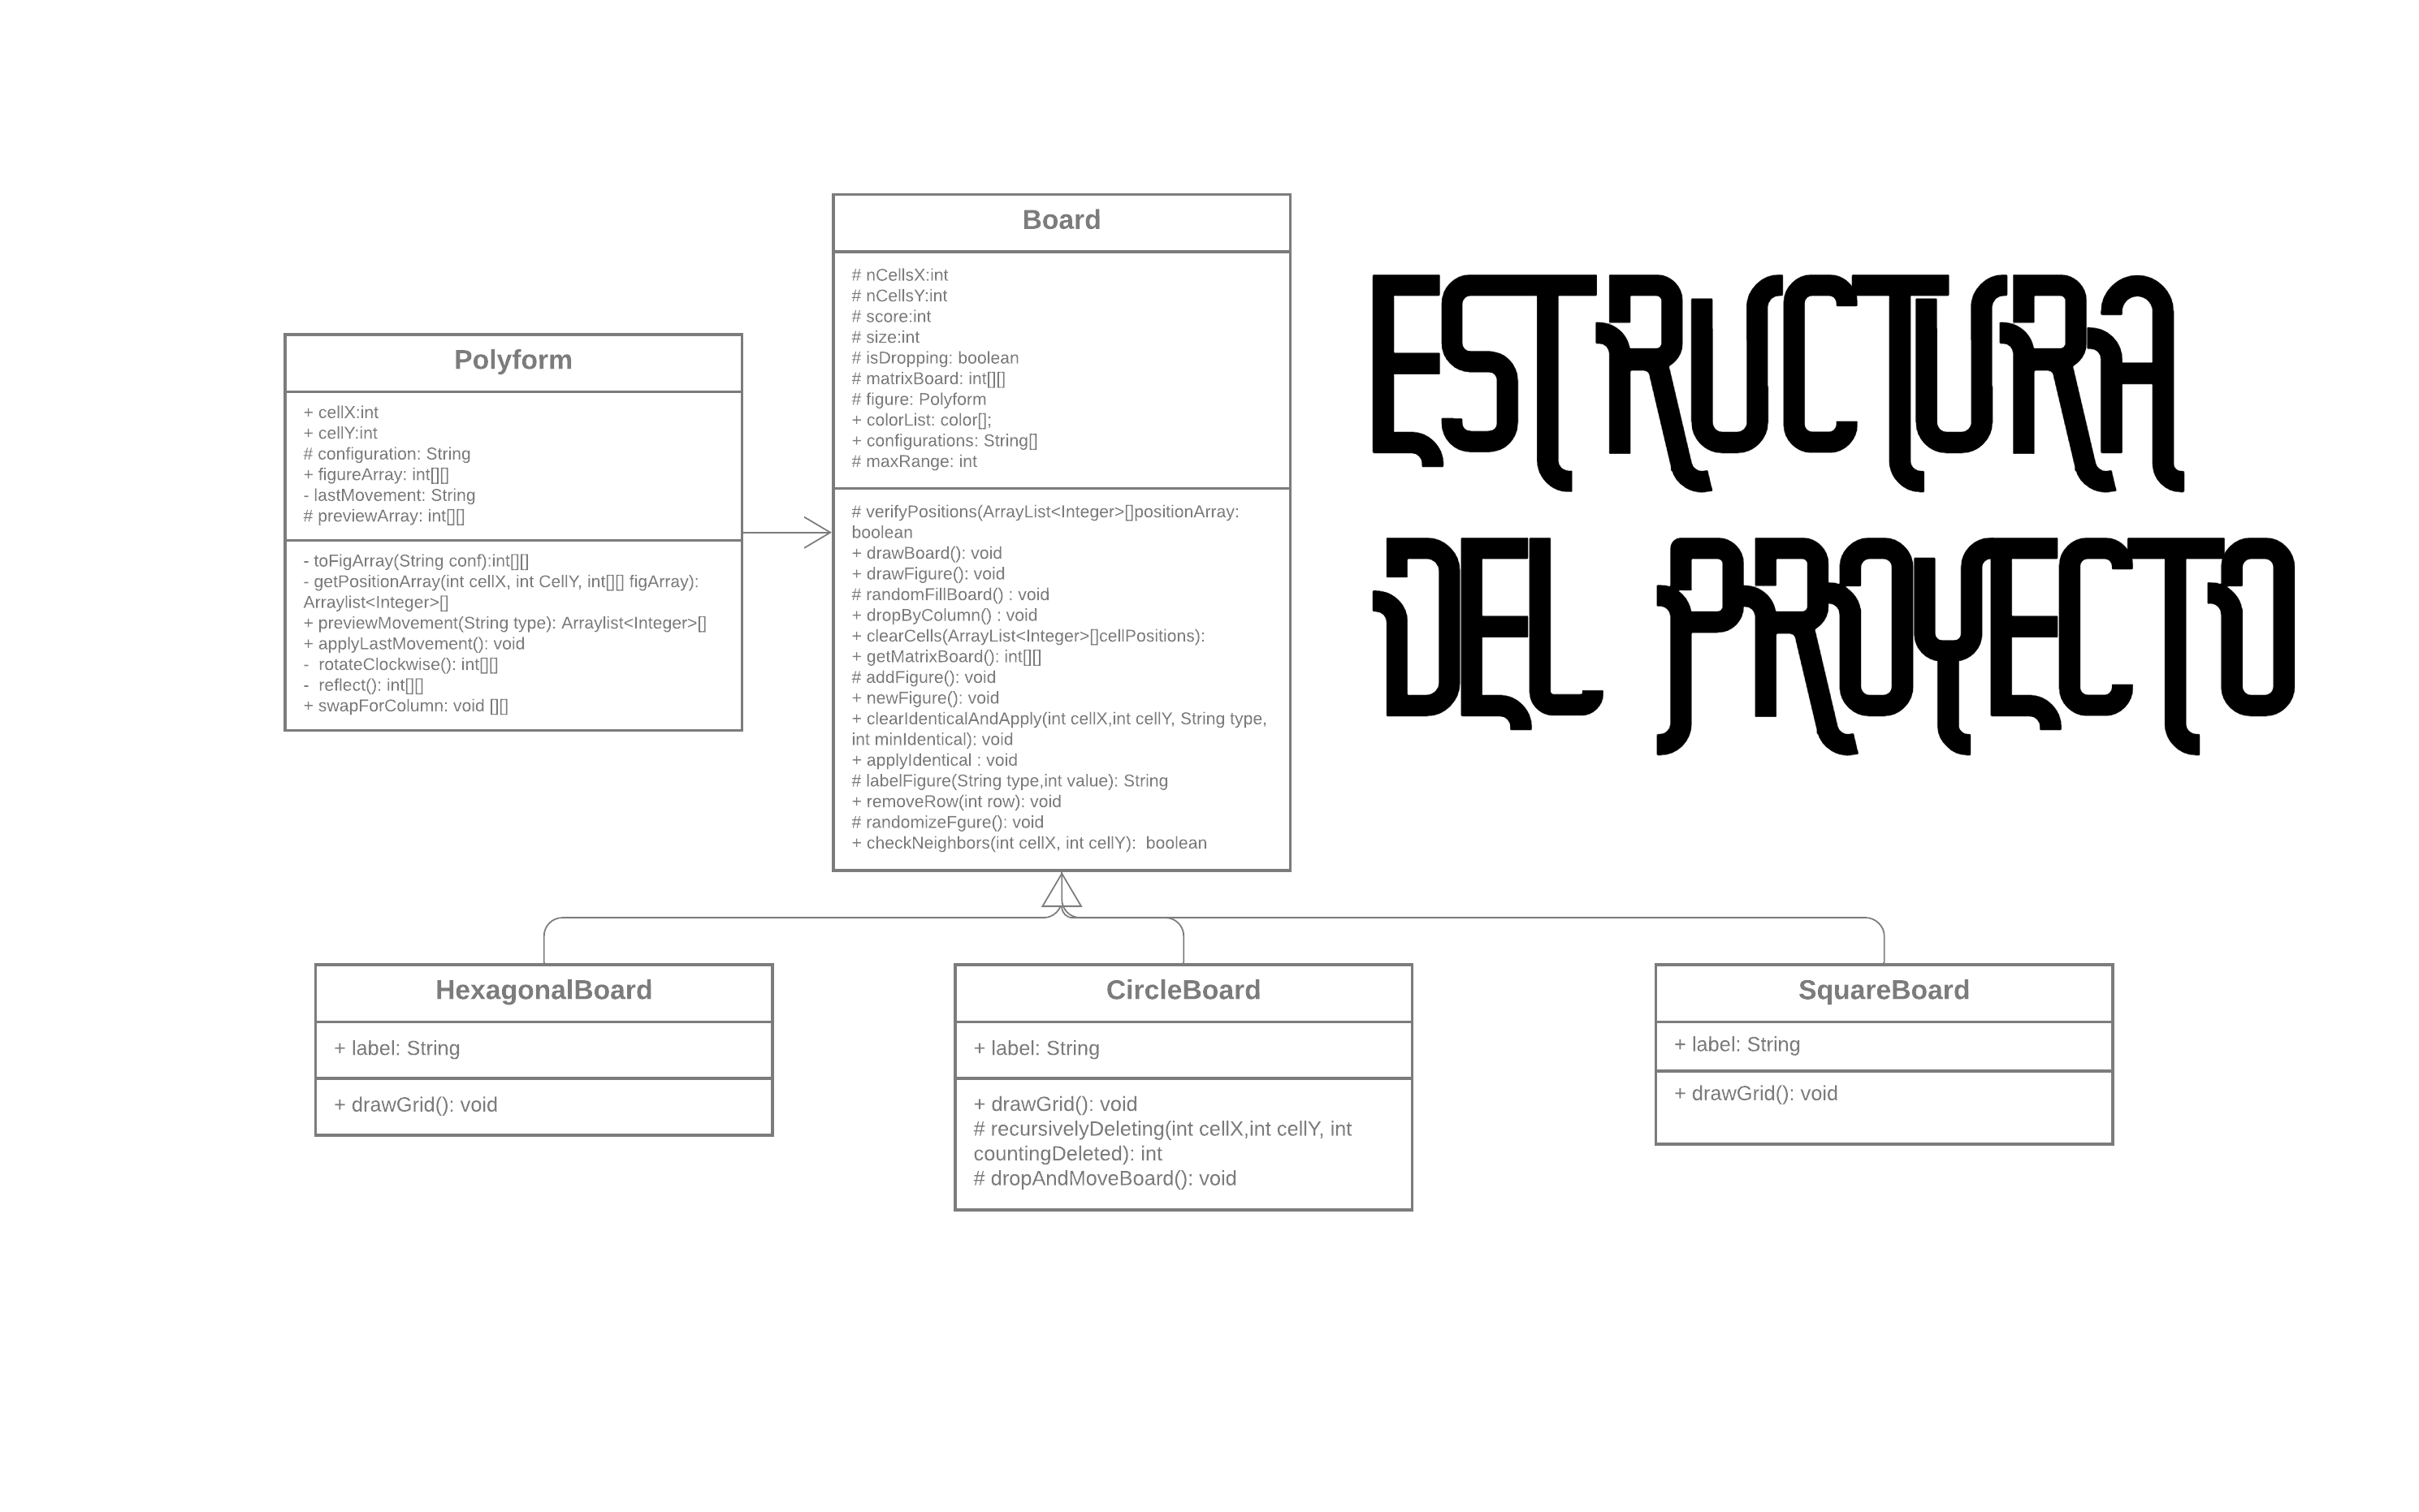 ESTRUCTURA
DEL PROYECTO
Polyform
+ cellX:int
+ cellY:int
# configuration: String
+ figureArray: int[][]
- lastMovement: String
# previewArray: int[][]
- toFigArray(String conf):int[][]
- getPositionArray(int cellX, int CellY, int[][] figArray):
Arraylist<Integer>[]
+ previewMovement(String type): Arraylist<Integer>[]
+ applyLastMovement(): void
-  rotateClockwise(): int[][]
-  reflect(): int[][]
+ swapForColumn: void [][]
Board
# nCellsX:int
# nCellsY:int
# score:int
# size:int
# isDropping: boolean
# matrixBoard: int[][]
# figure: Polyform
+ colorList: color[];
+ configurations: String[]
# maxRange: int
# verifyPositions(ArrayList<Integer>[]positionArray:
boolean
+ drawBoard(): void
+ drawFigure(): void
# randomFillBoard() : void
+ dropByColumn() : void
+ clearCells(ArrayList<Integer>[]cellPositions):
+ getMatrixBoard(): int[][]
# addFigure(): void
+ newFigure(): void
+ clearIdenticalAndApply(int cellX,int cellY, String type,
int minIdentical): void
+ applyIdentical : void
# labelFigure(String type,int value): String
+ removeRow(int row): void
# randomizeFgure(): void
+ checkNeighbors(int cellX, int cellY):  boolean
HexagonalBoard
+ label: String
+ drawGrid(): void
CircleBoard
+ label: String
+ drawGrid(): void
# recursivelyDeleting(int cellX,int cellY, int
countingDeleted): int
# dropAndMoveBoard(): void
SquareBoard
+ label: String
+ drawGrid(): void